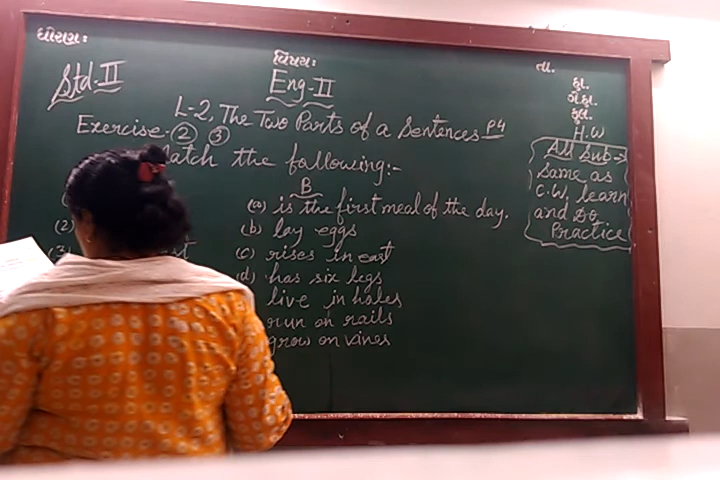 ધોરણ:
વિષય:
તા.
Std-II
Eng-II
હા.
ગે.હા.
કુલ.
L-2, The Two Parts of a Sentences P4
Exercise-② ③
Match the following:-
H.W
All Sub→
Same as
C.W, learn
and Do
Practice
B
(a) is the first meal of the day.
(2)
(b) lay eggs
(3)
(c) rises in east
(d) has six legs
live in holes
run on rails
grow on vines